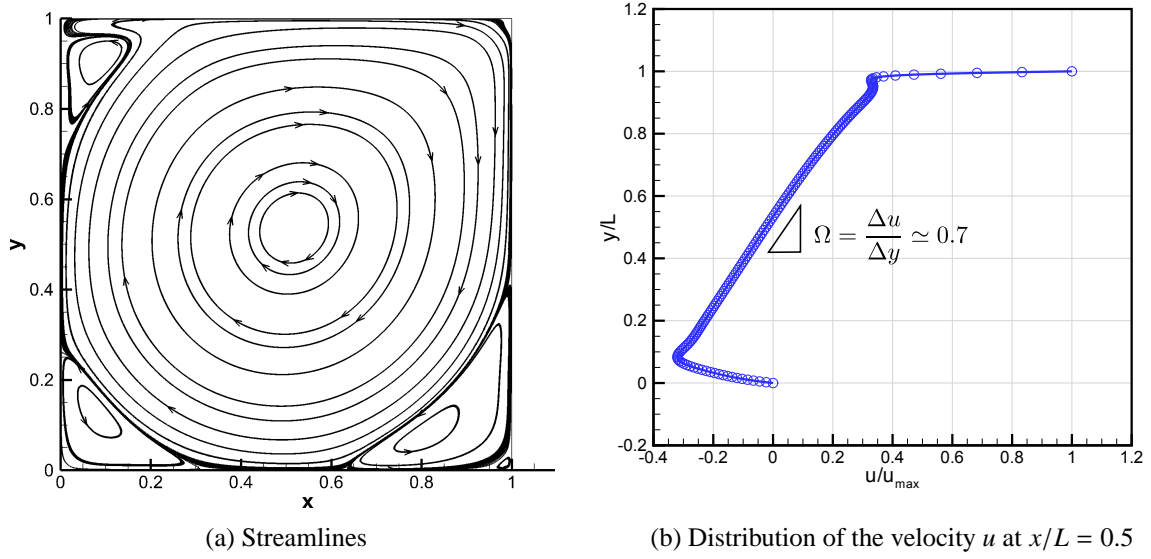 1
0.8
0.6
0.4
0.2
0
y
0 0.2 0.4 0.6 0.8 1
x
(a) Streamlines
1.2
1
0.8
0.6
0.4
0.2
0
-0.2
y/L
Ω = Δu/Δy ≃ 0.7
-0.4 -0.2 0 0.2 0.4 0.6 0.8 1 1.2
u/u_max
(b) Distribution of the velocity u at x/L = 0.5